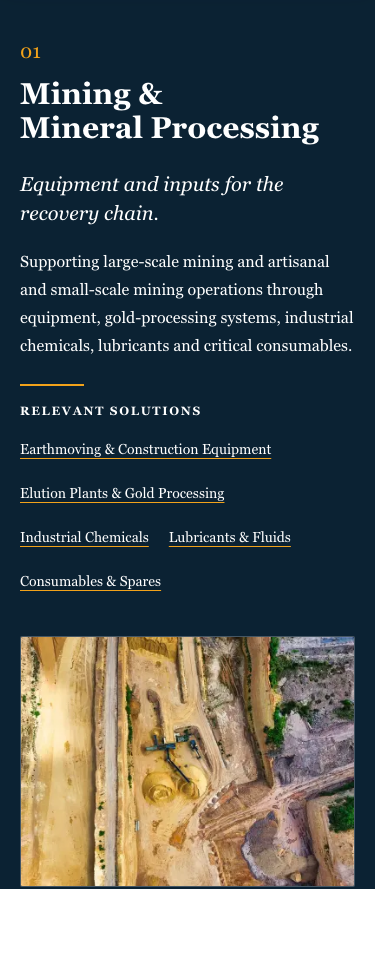 01
Mining &
Mineral Processing
Equipment and inputs for the
recovery chain.
Supporting large-scale mining and artisanal
and small-scale mining operations through
equipment, gold-processing systems, industrial
chemicals, lubricants and critical consumables.
RELEVANT SOLUTIONS
Earthmoving & Construction Equipment
Elution Plants & Gold Processing
Industrial Chemicals Lubricants & Fluids
Consumables & Spares